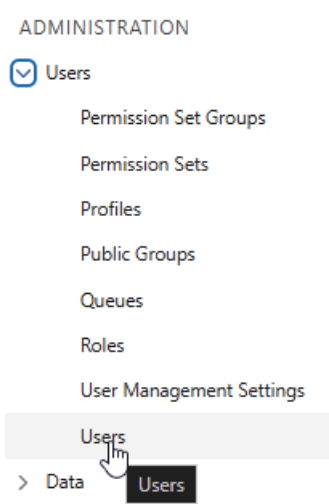 ADMINISTRATION
Users
Permission Set Groups
Permission Sets
Profiles
Public Groups
Queues
Roles
User Management Settings
Users
Data
Users